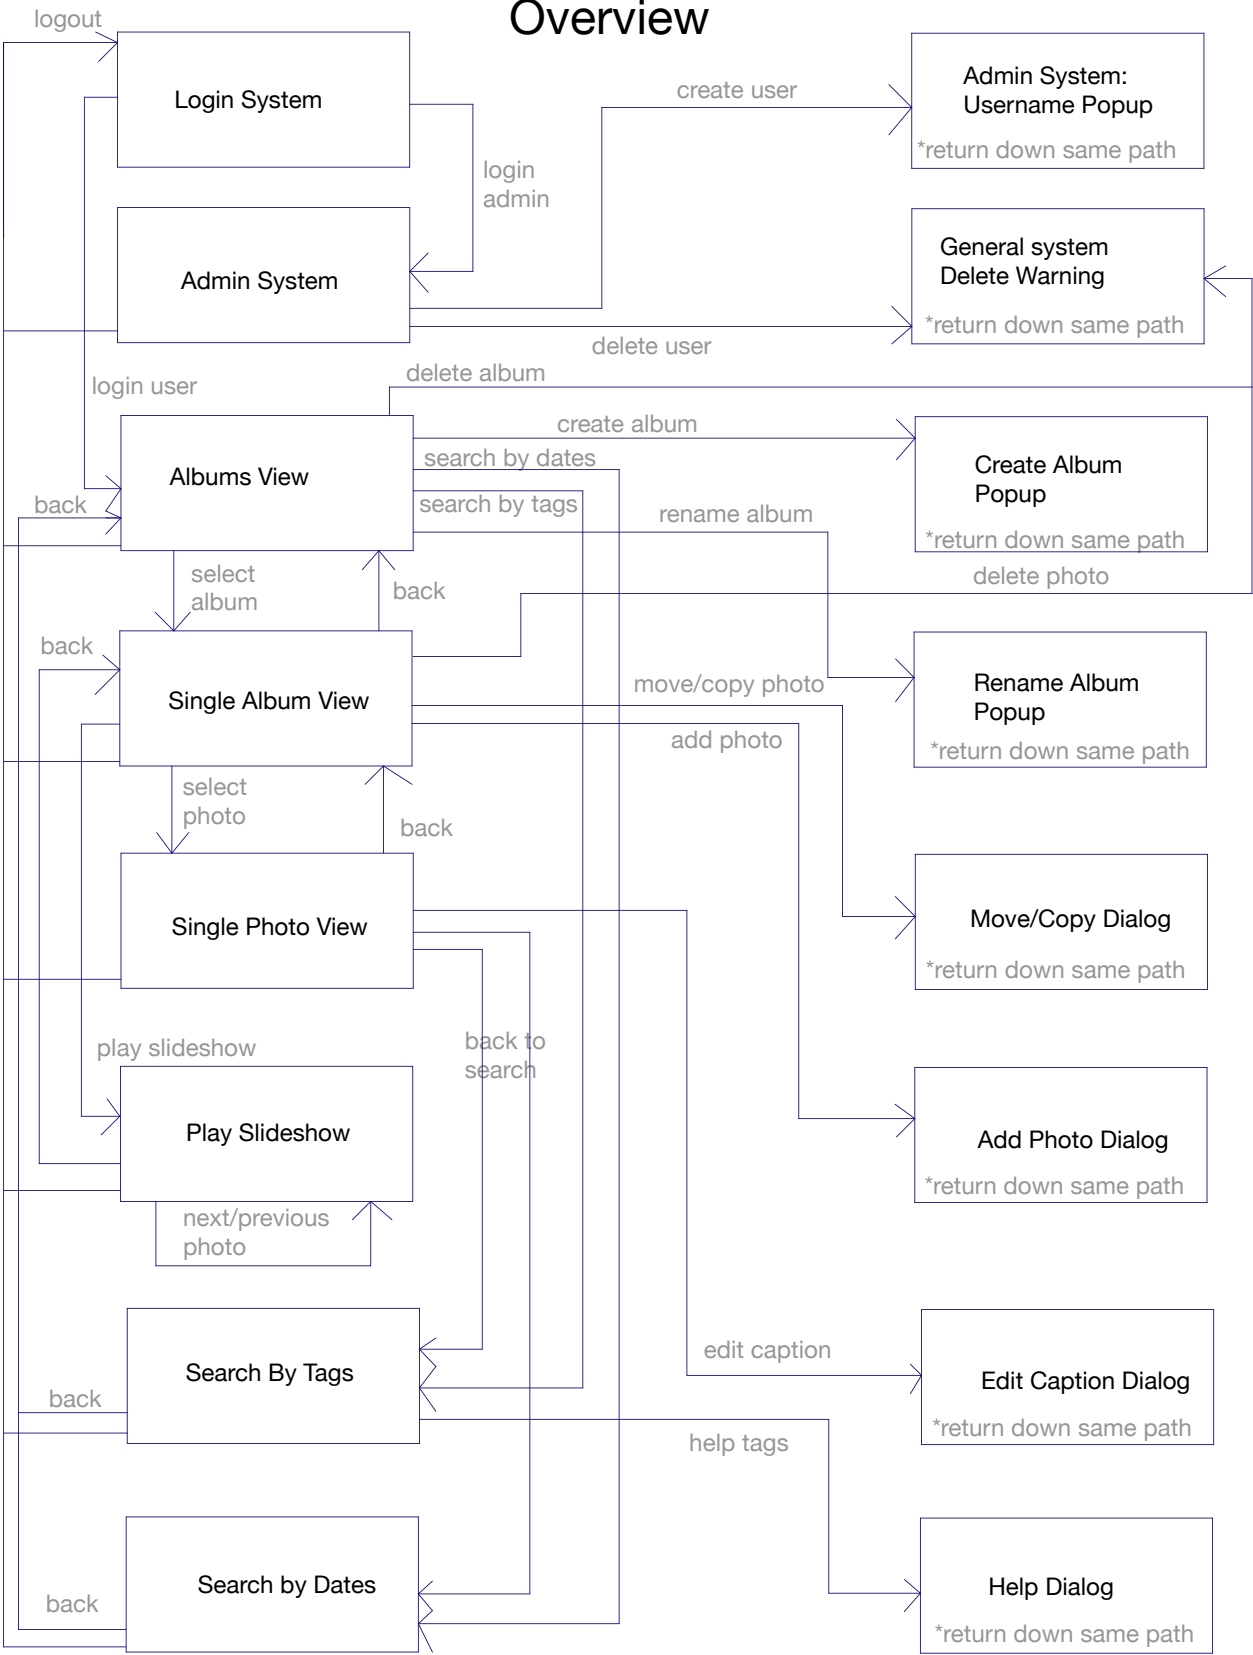 Overview
logout
Login System
create user
Admin System:
Username Popup
*return down same path
login
admin
Admin System
General system
Delete Warning
*return down same path
delete user
login user
delete album
create album
Albums View
search by dates
search by tags
back
rename album
Create Album
Popup
*return down same path
select
album
back
delete photo
back
Single Album View
move/copy photo
add photo
Rename Album
Popup
*return down same path
select
photo
back
Single Photo View
Move/Copy Dialog
*return down same path
back to
search
play slideshow
Play Slideshow
Add Photo Dialog
*return down same path
next/previous
photo
Search By Tags
edit caption
Edit Caption Dialog
*return down same path
back
help tags
Search by Dates
back
Help Dialog
*return down same path